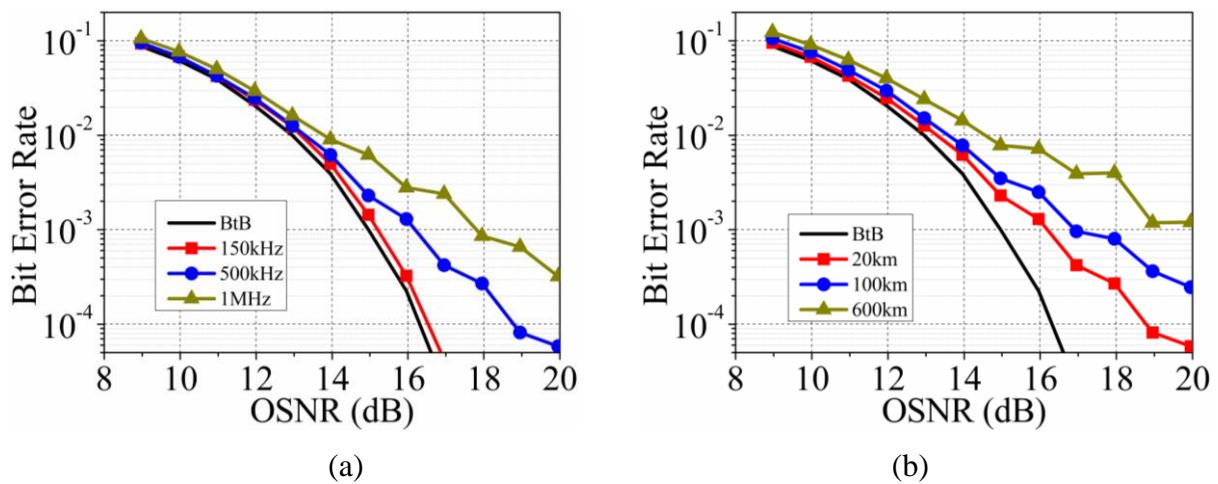 10^-1
10^-2
10^-3
10^-4
Bit Error Rate
BtB
150kHz
500kHz
1MHz
8 10 12 14 16 18 20
OSNR (dB)
(a)
10^-1
10^-2
10^-3
10^-4
Bit Error Rate
BtB
20km
100km
600km
8 10 12 14 16 18 20
OSNR (dB)
(b)